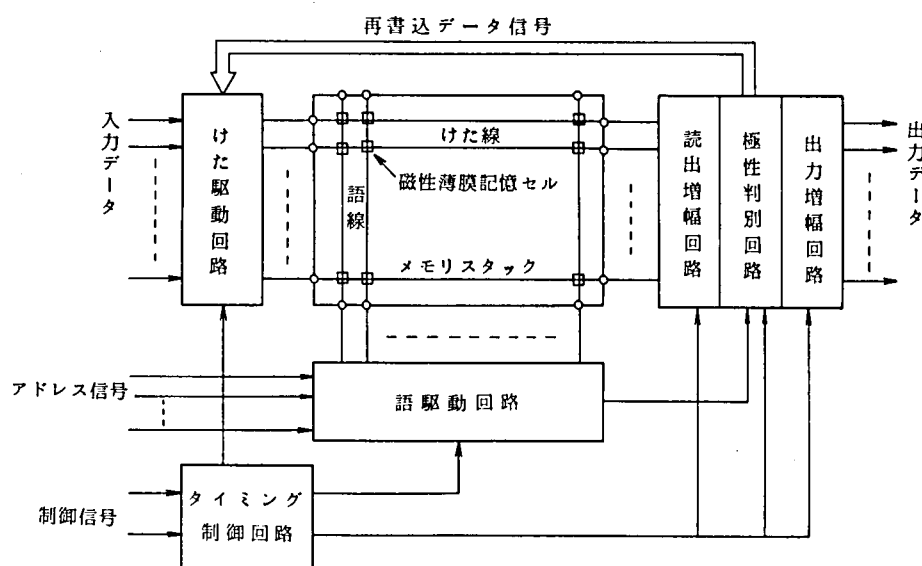 再書込データ信号
入力データ
けた駆動回路
けた線
磁性薄膜記憶セル
語線
メモリスタック
読出増幅回路
極性判別回路
出力増幅回路
出力データ
アドレス信号
語駆動回路
制御信号
タイミング
制御回路